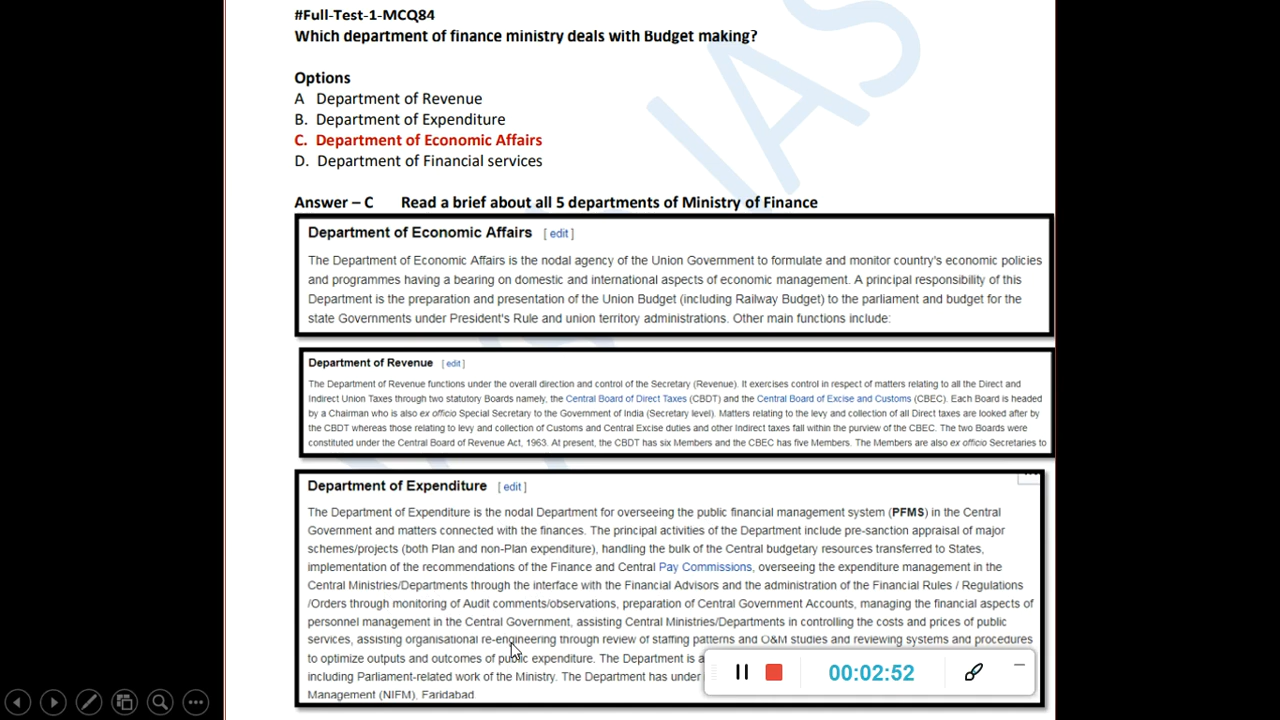 #Full-Test-1-MCQ84
Which department of finance ministry deals with Budget making?
Options
A Department of Revenue
B. Department of Expenditure
C. Department of Economic Affairs
D. Department of Financial services
Answer – C Read a brief about all 5 departments of Ministry of Finance
Department of Economic Affairs [ edit ]
The Department of Economic Affairs is the nodal agency of the Union Government to formulate and monitor country's economic policies
and programmes having a bearing on domestic and international aspects of economic management. A principal responsibility of this
Department is the preparation and presentation of the Union Budget (including Railway Budget) to the parliament and budget for the
state Governments under President's Rule and union territory administrations. Other main functions include:
Department of Revenue [ edit ]
The Department of Revenue functions under the overall direction and control of the Secretary (Revenue). It exercises control in respect of matters relating to all the Direct and
Indirect Union Taxes through two statutory Boards namely, the Central Board of Direct Taxes (CBDT) and the Central Board of Excise and Customs (CBEC). Each Board is headed
by a Chairman who is also ex officio Special Secretary to the Government of India (Secretary level). Matters relating to the levy and collection of all Direct taxes are looked after by
the CBDT whereas those relating to levy and collection of Customs and Central Excise duties and other Indirect taxes fall within the purview of the CBEC. The two Boards were
constituted under the Central Board of Revenue Act, 1963. At present, the CBDT has six Members and the CBEC has five Members. The Members are also ex officio Secretaries to
Department of Expenditure [ edit ]
The Department of Expenditure is the nodal Department for overseeing the public financial management system (PFMS) in the Central
Government and matters connected with the finances. The principal activities of the Department include pre-sanction appraisal of major
schemes/projects (both Plan and non-Plan expenditure), handling the bulk of the Central budgetary resources transferred to States,
implementation of the recommendations of the Finance and Central Pay Commissions, overseeing the expenditure management in the
Central Ministries/Departments through the interface with the Financial Advisors and the administration of the Financial Rules / Regulations
/Orders through monitoring of Audit comments/observations, preparation of Central Government Accounts, managing the financial aspects of
personnel management in the Central Government, assisting Central Ministries/Departments in controlling the costs and prices of public
services, assisting organisational re-engineering through review of staffing patterns and O&M studies and reviewing systems and procedures
to optimize outputs and outcomes of public expenditure. The Department is a
including Parliament-related work of the Ministry. The Department has under
Management (NIFM), Faridabad
00:02:52
IAS